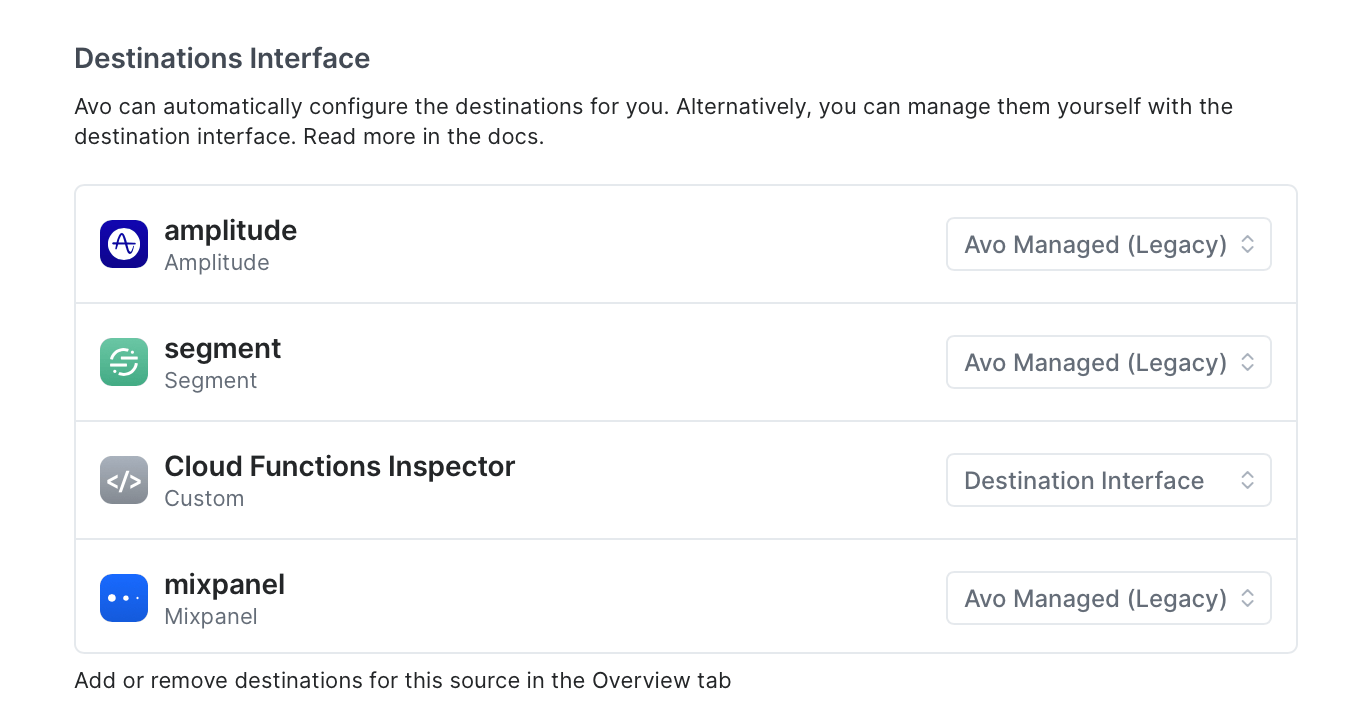 Destinations Interface
Avo can automatically configure the destinations for you. Alternatively, you can manage them yourself with the
destination interface. Read more in the docs.
amplitude
Amplitude
Avo Managed (Legacy)
segment
Segment
Avo Managed (Legacy)
Cloud Functions Inspector
Custom
Destination Interface
mixpanel
Mixpanel
Avo Managed (Legacy)
Add or remove destinations for this source in the Overview tab